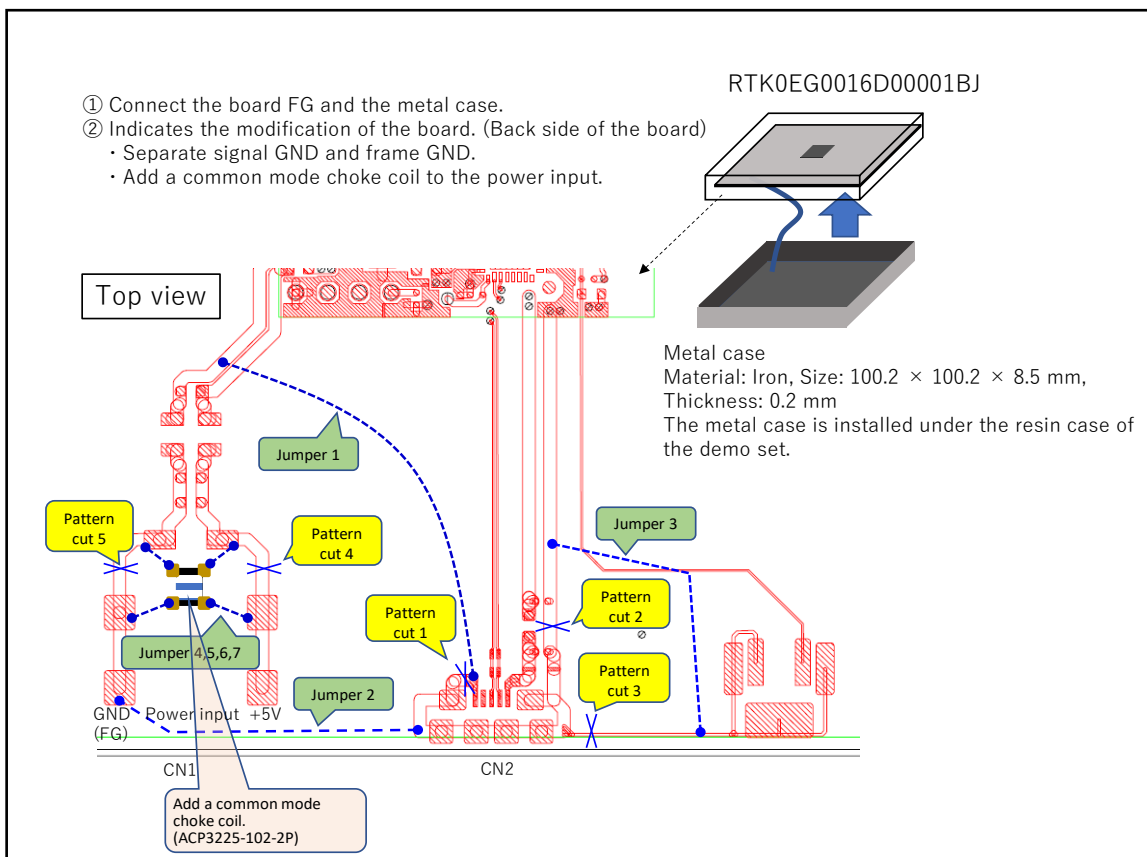 RTK0EG0016D00001BJ
① Connect the board FG and the metal case.
② Indicates the modification of the board. (Back side of the board)
・Separate signal GND and frame GND.
・Add a common mode choke coil to the power input.
Top view
Metal case
Material: Iron, Size: 100.2 × 100.2 × 8.5 mm,
Thickness: 0.2 mm
The metal case is installed under the resin case of
the demo set.
Jumper 1
Pattern
cut 5
Pattern
cut 4
Jumper 3
Pattern
cut 1
Pattern
cut 2
Jumper 4,5,6,7
Pattern
cut 3
Jumper 2
GND
(FG)
Power input
+5V
CN1
CN2
Add a common mode
choke coil.
(ACP3225-102-2P)